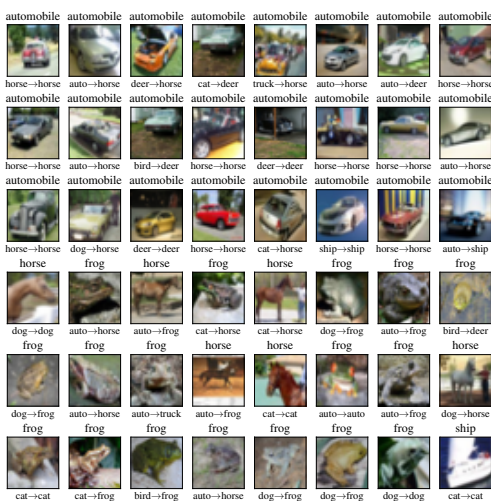 automobile automobile automobile automobile automobile automobile automobile automobile
horse→horse auto→horse deer→horse cat→deer truck→horse auto→horse auto→deer horse→horse
automobile automobile automobile automobile automobile automobile automobile automobile
horse→horse auto→horse bird→deer horse→horse deer→deer horse→horse horse→horse auto→horse
automobile automobile automobile automobile automobile automobile automobile automobile
horse→horse dog→horse deer→deer horse→horse cat→horse ship→ship horse→horse auto→ship
horse frog horse frog horse frog frog frog
dog→dog auto→horse auto→frog cat→horse cat→horse dog→frog auto→frog bird→deer
frog frog frog horse horse frog frog horse
dog→frog auto→horse auto→truck auto→frog cat→cat auto→auto auto→frog dog→horse
frog frog frog frog frog frog frog ship
cat→cat cat→frog bird→frog auto→horse dog→frog dog→frog dog→dog cat→cat